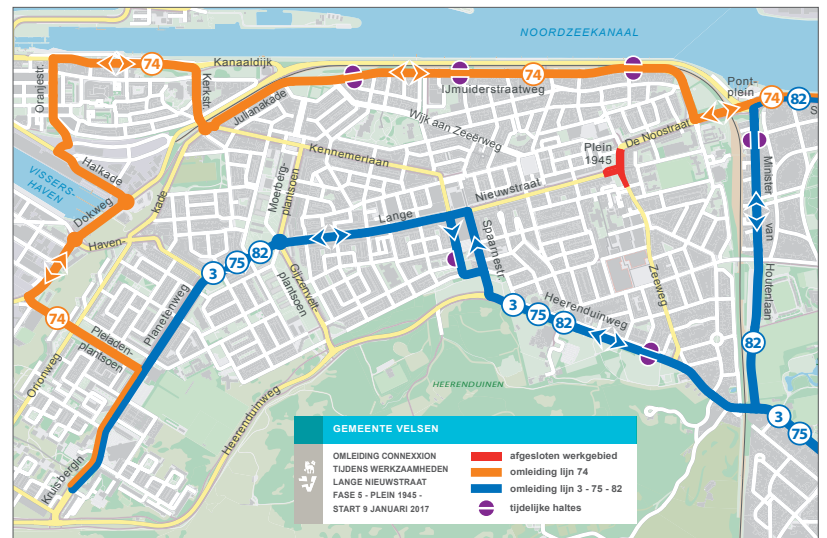 NOORDZEEKANAAL
Oranjestr.
74
Kerkstr.
Kanaaldijk
Julianakade
74
IJmuiderstraatweg
Pont-
plein
74
82
S
Wijk aan Zeeërweg
De Noostraat
Plein
1945
Kennemerlaan
VISSERS-
HAVEN
Halkade
Dokweg
kade
Haven-
Moerberg-
plantsoen
Lange
Nieuwstraat
Spaarnestr.
Minister
van
Houtenlaan
Zeeweg
3
75
82
Gijzenvelt-
plantsoen
Planetenweg
74
Pleiaden-
plantsoen
Orionweg
3
75
82
Heerenduinweg
82
3
75
HEERENDUINEN
Heerenduinweg
Kruisbergln
GEMEENTE VELSEN
OMLEIDING CONNEXXION
TIJDENS WERKZAAMHEDEN
LANGE NIEUWSTRAAT
FASE 5 - PLEIN 1945 -
START 9 JANUARI 2017
afgesloten werkgebied
omleiding lijn 74
omleiding lijn 3 - 75 - 82
tijdelijke haltes